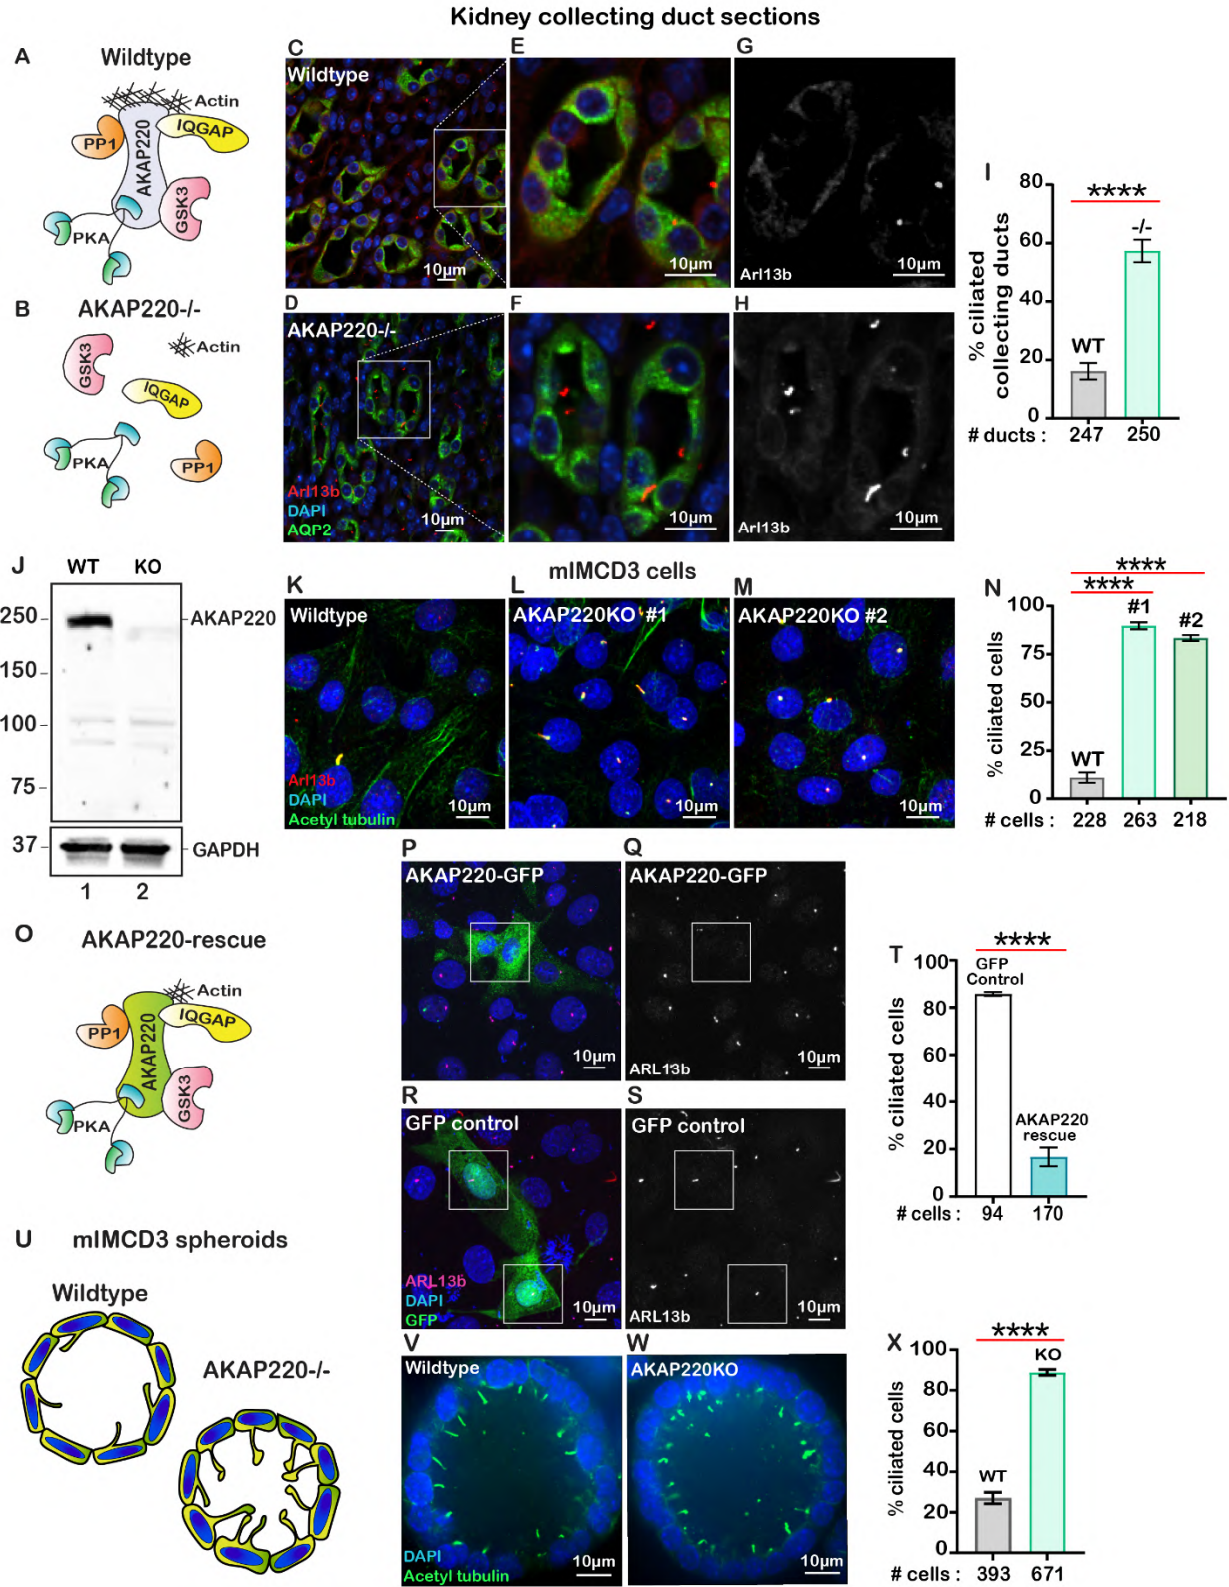 Kidney collecting duct sections
A
Wildtype
Actin
PP1
AKAP220
IQGAP
GSK3
PKA
B
AKAP220-/-
GSK3
Actin
IQGAP
PKA
PP1
C
Wildtype
10μm
E
10μm
G
Arl13b
10μm
D
AKAP220-/-
Arl13b
DAPI
AQP2
10μm
F
10μm
H
Arl13b
10μm
I
% ciliated
collecting ducts
80
60
40
20
0
****
WT
-/-
# ducts : 247 250
J
WT KO
250
150
100
75
37
AKAP220
GAPDH
1 2
mIMCD3 cells
K
Wildtype
Arl13b
DAPI
Acetyl tubulin
10μm
L
AKAP220KO #1
10μm
M
AKAP220KO #2
10μm
N
% ciliated cells
100
75
50
25
0
****
****
WT
#1
#2
# cells : 228 263 218
O
AKAP220-rescue
Actin
PP1
AKAP220
IQGAP
GSK3
PKA
P
AKAP220-GFP
10μm
Q
AKAP220-GFP
ARL13b
10μm
R
GFP control
ARL13b
DAPI
GFP
10μm
S
GFP control
ARL13b
10μm
T
% ciliated cells
100
80
60
40
20
0
****
GFP
Control
AKAP220
rescue
# cells : 94 170
U
mIMCD3 spheroids
Wildtype
AKAP220-/-
V
Wildtype
DAPI
Acetyl tubulin
10μm
W
AKAP220KO
10μm
X
% ciliated cells
100
80
60
40
20
0
****
WT
KO
# cells : 393 671